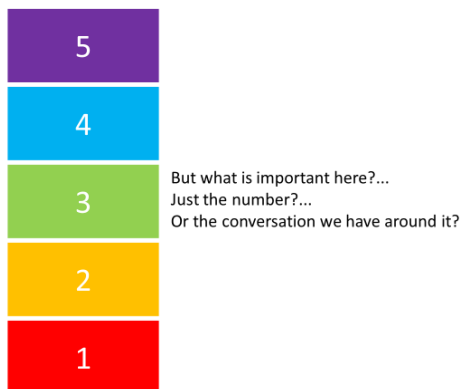 5
4
3
But what is important here?...
Just the number?...
Or the conversation we have around it?
2
1